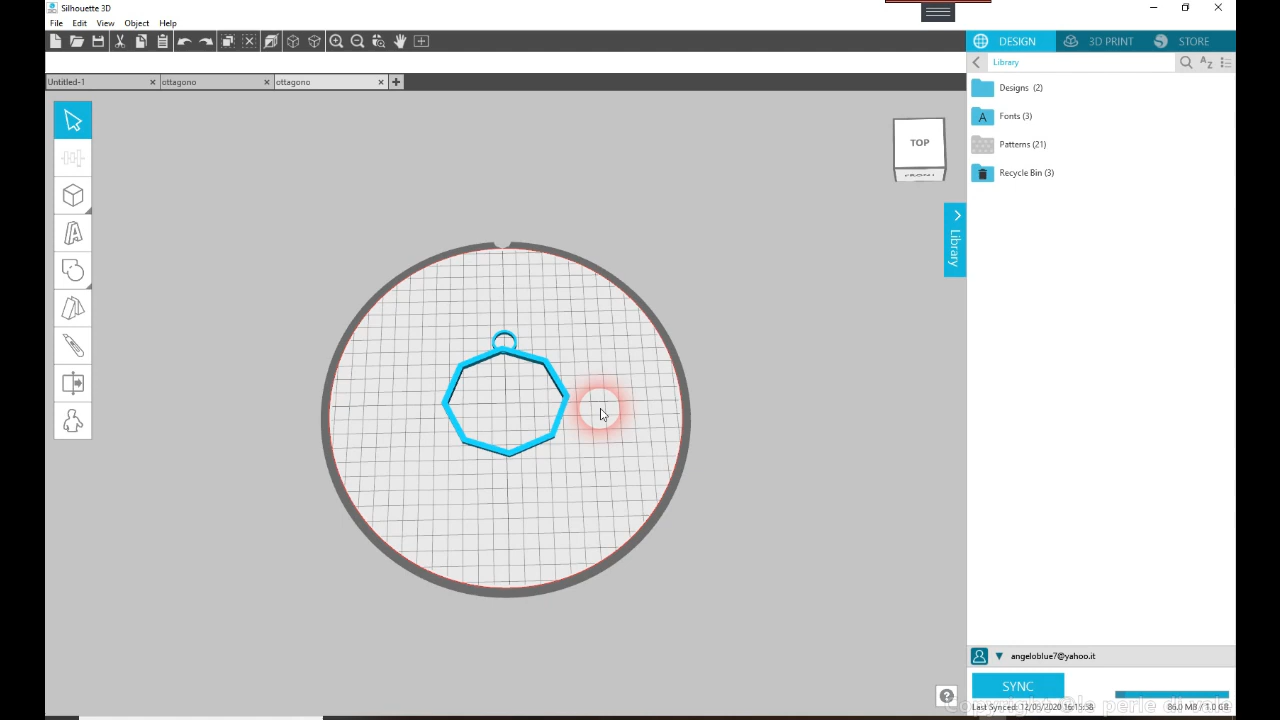 Silhouette 3D
File Edit View Object Help
DESIGN 3D PRINT STORE
Library
Untitled-1 ottagono ottagono
Designs (2)
Fonts (3)
Patterns (21)
Recycle Bin (3)
TOP
FRONT
Library
angeloblue7@yahoo.it
SYNC
Last Synced: 12/05/2020 16:15:58 86.0 MB / 1.0 GB